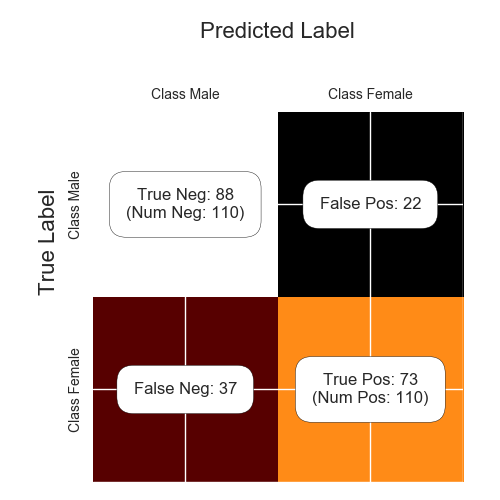 Predicted Label
Class Male
Class Female
True Label
Class Male
True Neg: 88
(Num Neg: 110)
False Pos: 22
Class Female
False Neg: 37
True Pos: 73
(Num Pos: 110)